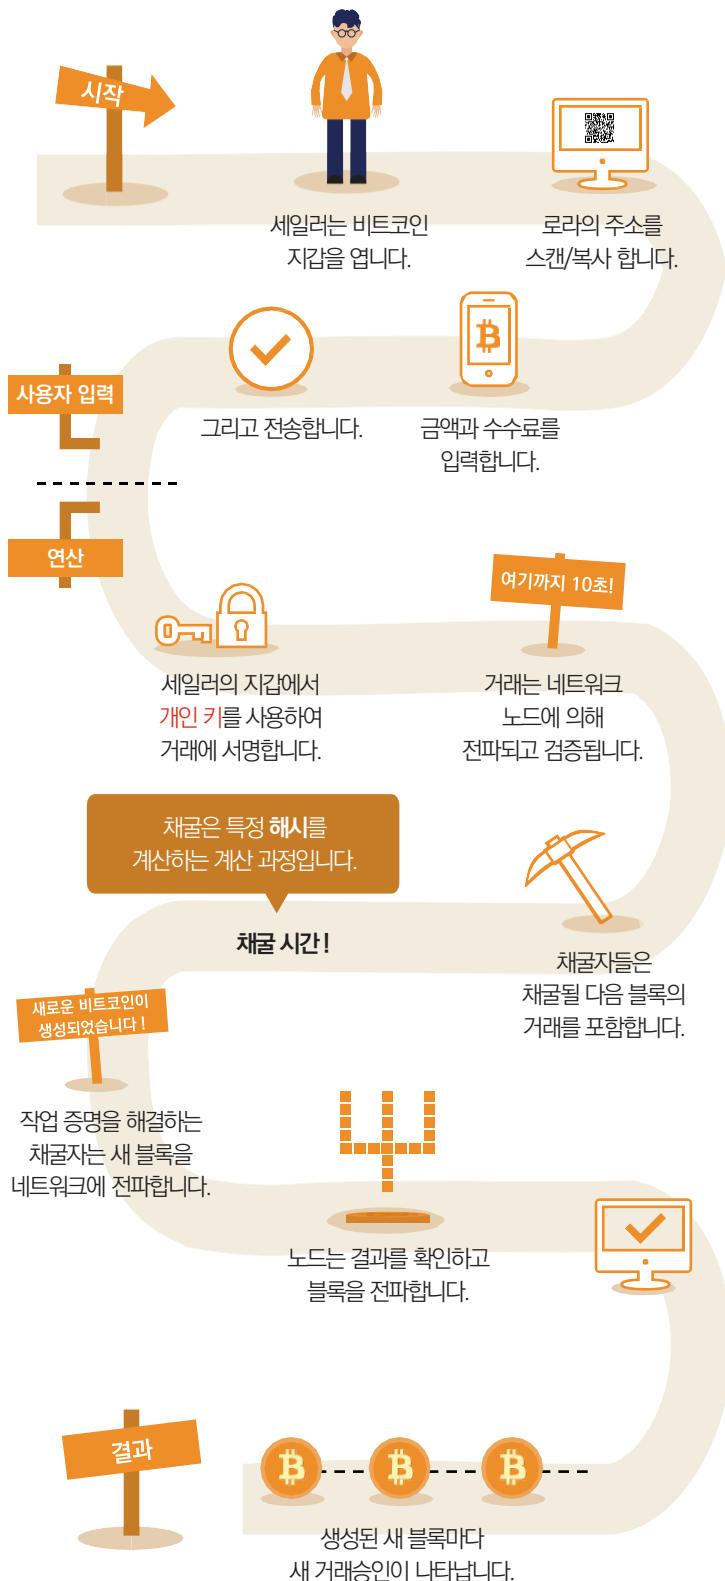 시작
세일러는 비트코인
지갑을 엽니다.
로라의 주소를
스캔/복사 합니다.
금액과 수수료를
입력합니다.
그리고 전송합니다.
사용자 입력
연산
세일러의 지갑에서
개인 키를 사용하여
거래에 서명합니다.
여기까지 10초!
거래는 네트워크
노드에 의해
전파되고 검증됩니다.
채굴자들은
채굴될 다음 블록의
거래를 포함합니다.
채굴은 특정 해시를
계산하는 계산 과정입니다.
채굴 시간 !
새로운 비트코인이
생성되었습니다 !
작업 증명을 해결하는
채굴자는 새 블록을
네트워크에 전파합니다.
노드는 결과를 확인하고
블록을 전파합니다.
결과
생성된 새 블록마다
새 거래승인이 나타납니다.